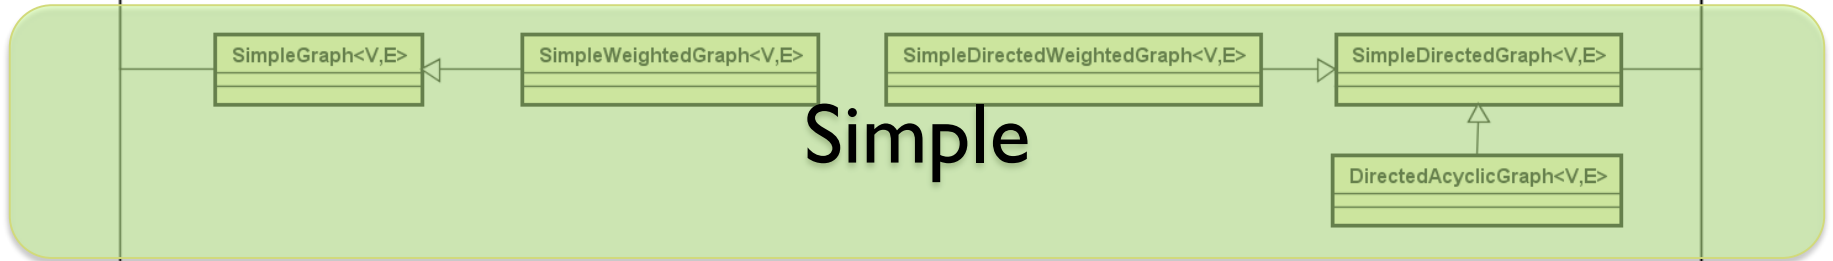 SimpleGraph<V,E>
SimpleWeightedGraph<V,E>
SimpleDirectedWeightedGraph<V,E>
SimpleDirectedGraph<V,E>
Simple
DirectedAcyclicGraph<V,E>